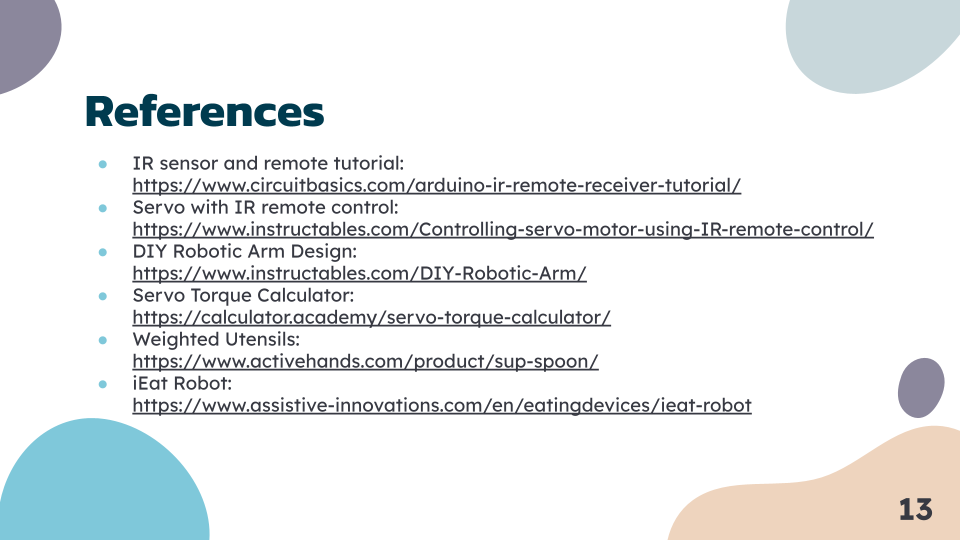 References
● IR sensor and remote tutorial:
https://www.circuitbasics.com/arduino-ir-remote-receiver-tutorial/
● Servo with IR remote control:
https://www.instructables.com/Controlling-servo-motor-using-IR-remote-control/
● DIY Robotic Arm Design:
https://www.instructables.com/DIY-Robotic-Arm/
● Servo Torque Calculator:
https://calculator.academy/servo-torque-calculator/
● Weighted Utensils:
https://www.activehands.com/product/sup-spoon/
● iEat Robot:
https://www.assistive-innovations.com/en/eatingdevices/ieat-robot
13